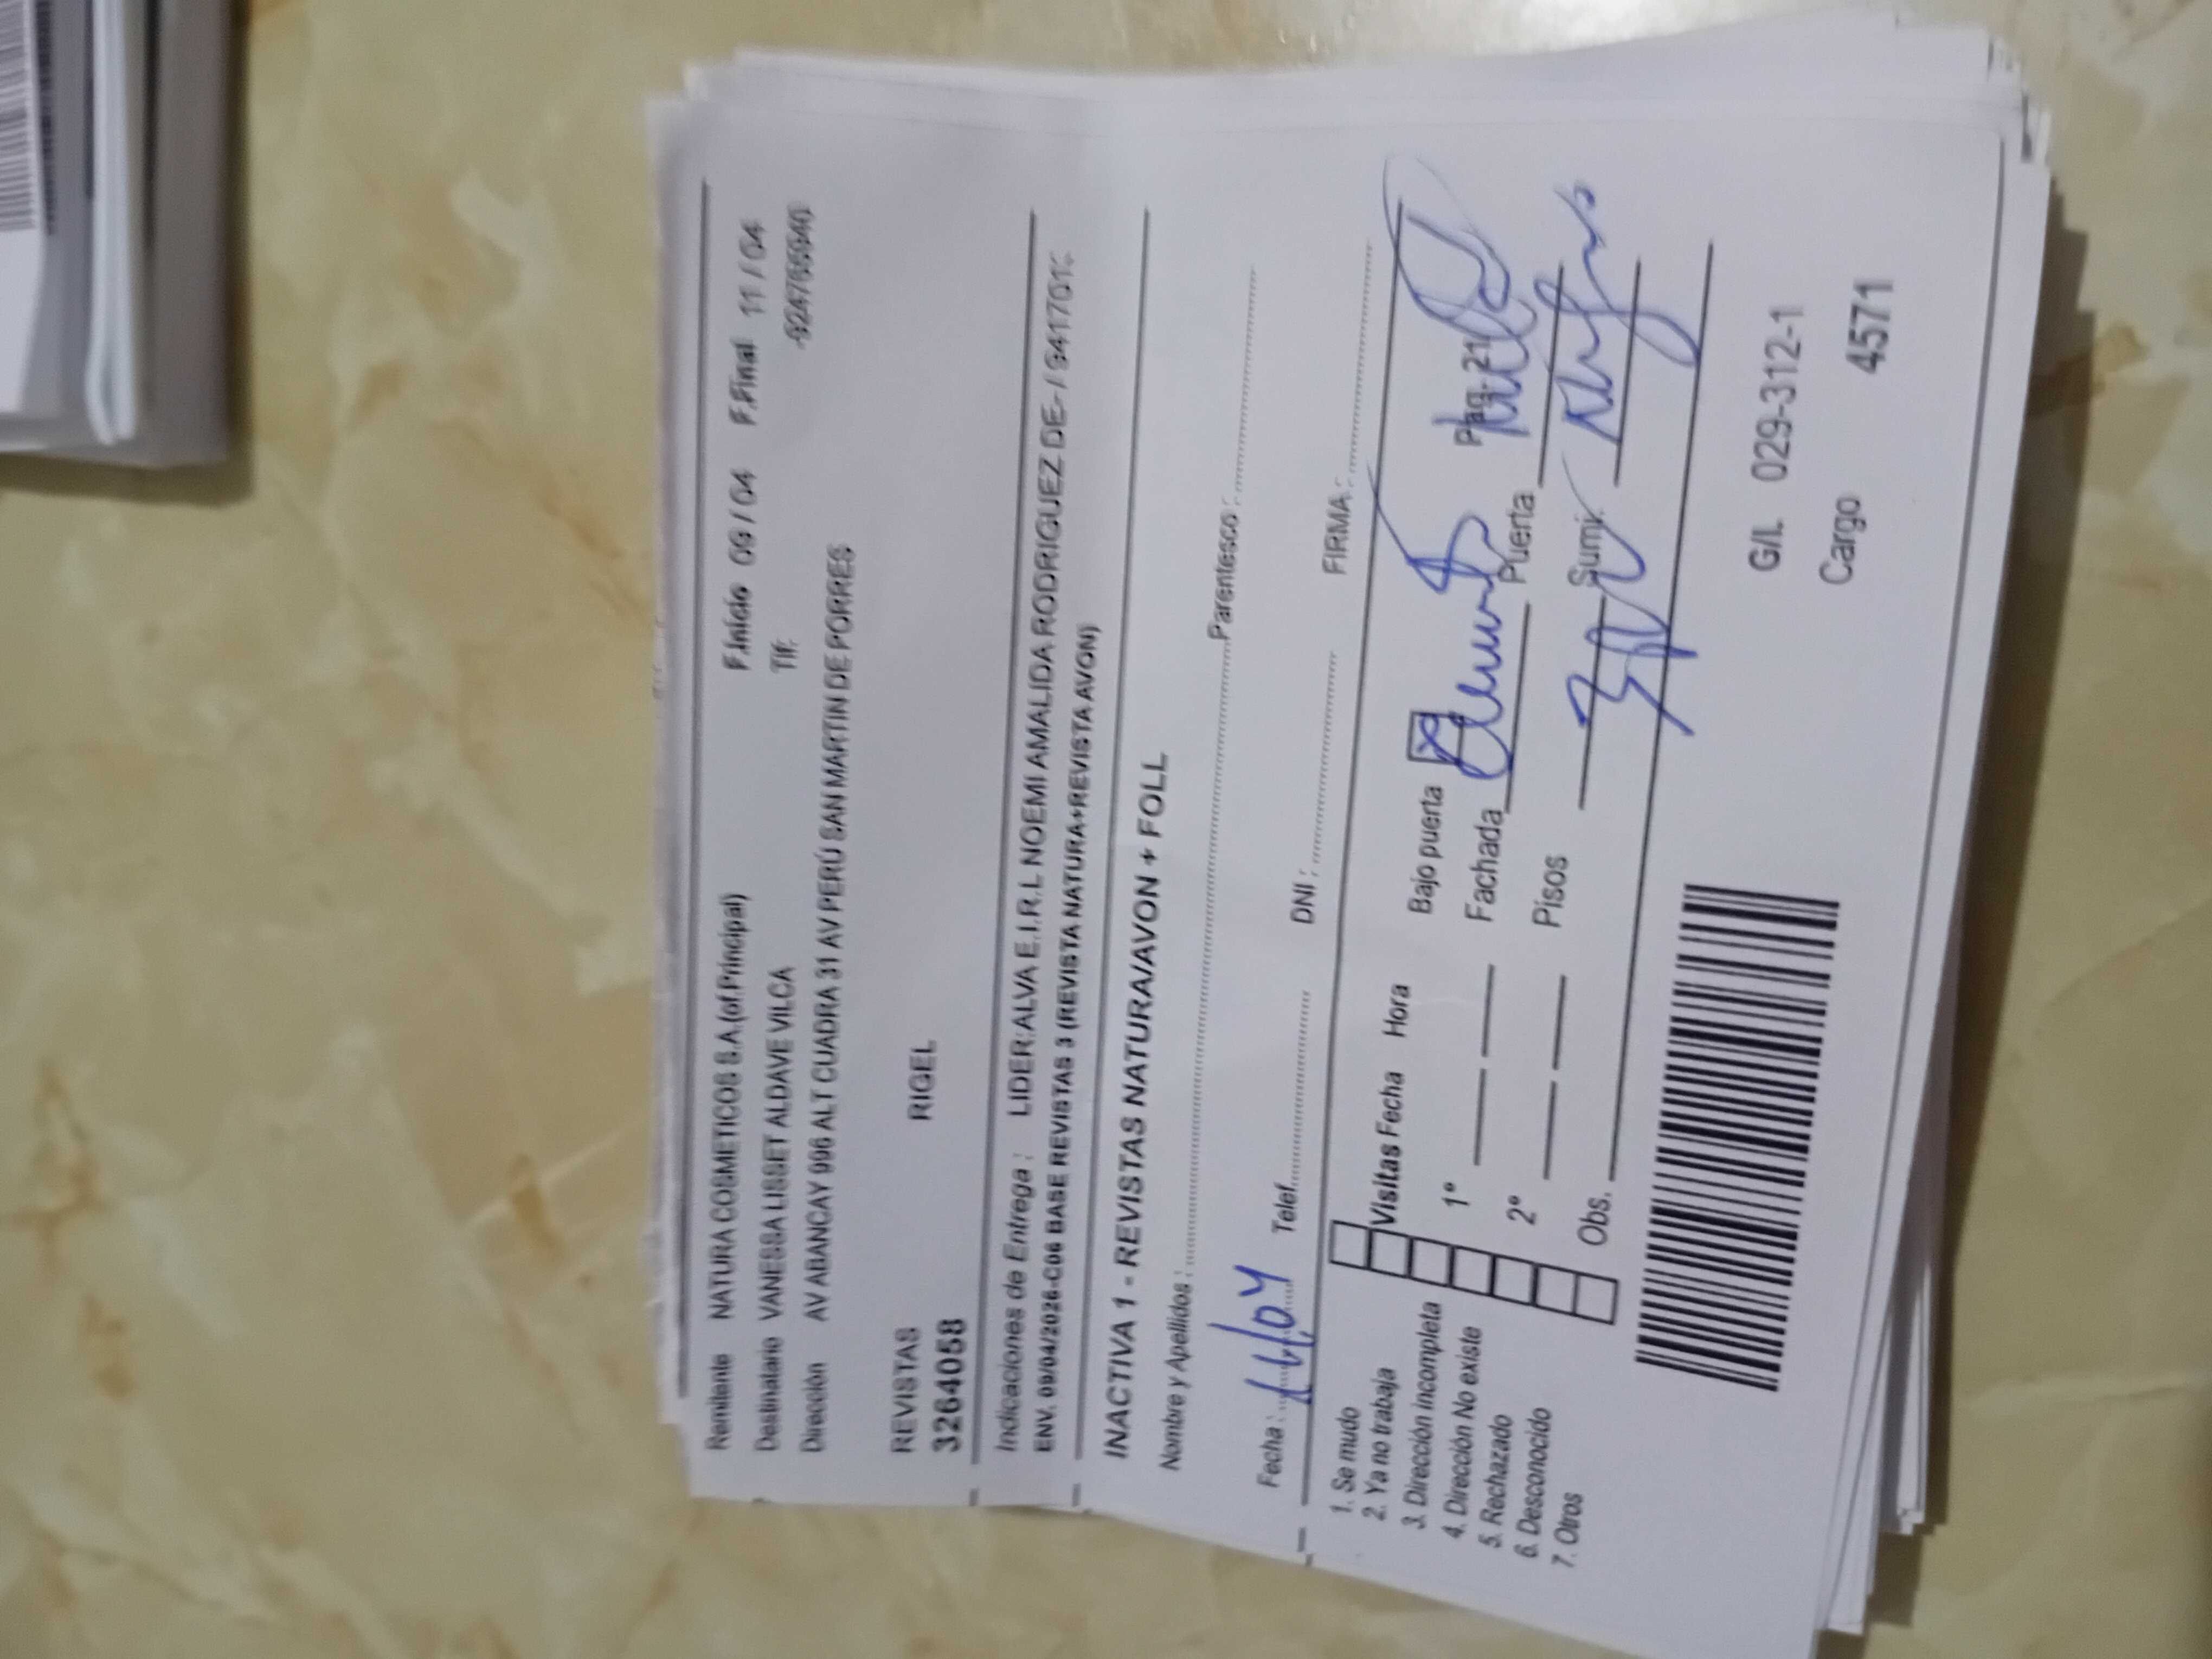 Remitente NATURA COSMETICOS S.A.(of.Principal) F.Inicio 09/04 F.Final 11/04
Destinatario VANESSA LISSET ALDAVE VILCA Tlf:
Dirección AV ABANCAY 996 ALT CUADRA 31 AV PERÚ SAN MARTIN DE PORRES
REVISTAS RIGEL
3264058
Indicaciones de Entrega : LIDER:ALVA E.I.R.L NOEMI AMALIDA RODRIGUEZ DE-/
ENV. 09/04/2026-C06 BASE REVISTAS 3 (REVISTA NATURA+REVISTA AVON)
INACTIVA 1 - REVISTAS NATURA/AVON + FOLL
Nombre y Apellidos : Parentesco :
Fecha : 11/04 Telef. DNI : FIRMA :
1. Se mudo
2. Ya no trabaja
3. Dirección incompleta
4. Dirección No existe
5. Rechazado
6. Desconocido
7. Otros
Visitas Fecha Hora Bajo puerta Paq. 21
1º Fachada Puerta
2º Pisos Sumi.
Obs.
G/L 029-312-1
Cargo 4571